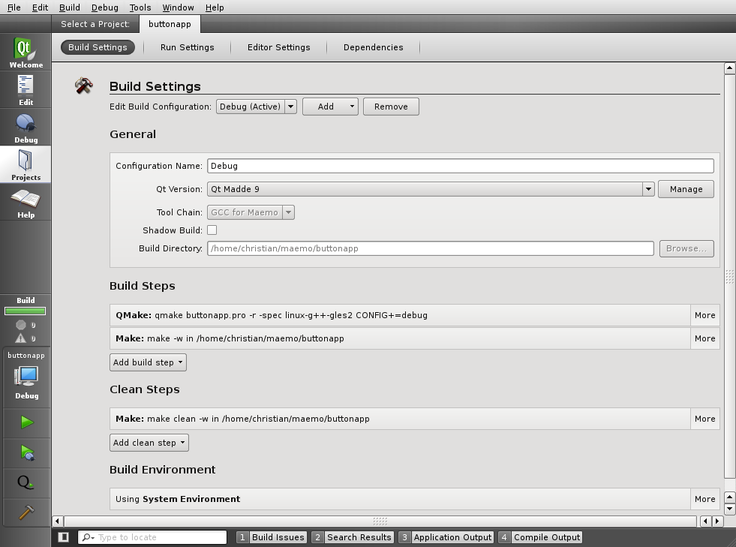 File Edit Build Debug Tools Window Help
Select a Project: buttonapp
Build Settings Run Settings Editor Settings Dependencies
Qt
Welcome
Edit
Debug
Projects
Help
Build
buttonapp
Debug
Build Settings
Edit Build Configuration: Debug (Active) Add Remove
General
Configuration Name: Debug
Qt Version: Qt Madde 9 Manage
Tool Chain: GCC for Maemo
Shadow Build:
Build Directory: /home/christian/maemo/buttonapp Browse...
Build Steps
QMake: qmake buttonapp.pro -r -spec linux-g++-gles2 CONFIG+=debug More
Make: make -w in /home/christian/maemo/buttonapp More
Add build step
Clean Steps
Make: make clean -w in /home/christian/maemo/buttonapp More
Add clean step
Build Environment
Using System Environment More
Type to locate 1 Build Issues 2 Search Results 3 Application Output 4 Compile Output